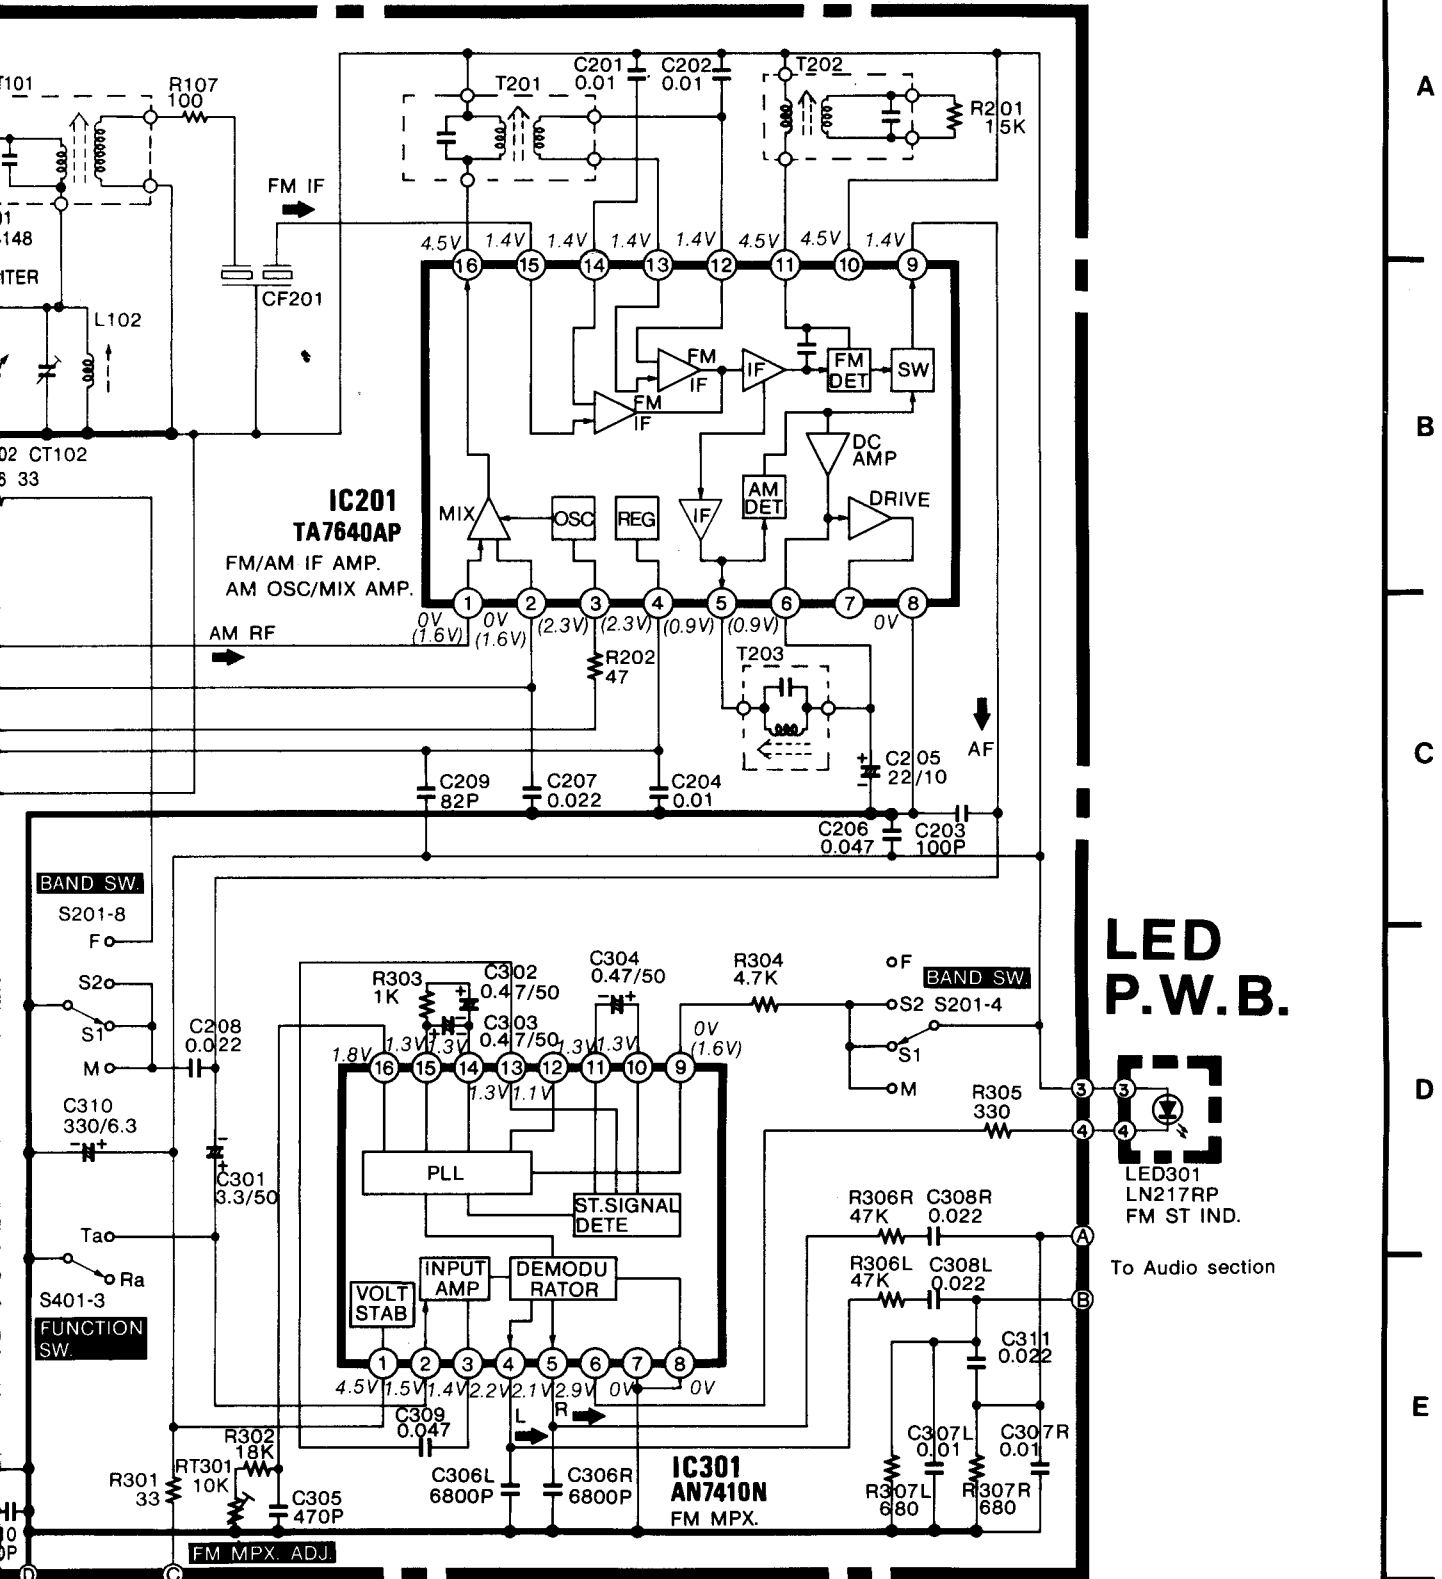 A
T101
R107
100
T201
C201
0.01
C202
0.01
T202
R201
15K
FM IF
148
CF201
L102
4.5V 1.4V 1.4V 1.4V 1.4V 4.5V 4.5V 1.4V
16 15 14 13 12 11 10 9
FM
IF
FM
IF
IF
FM
DET
SW
DC
AMP
B
02 CT102
6 33
IC201
TA7640AP
FM/AM IF AMP.
AM OSC/MIX AMP.
MIX
OSC
REG
IF
AM
DET
DRIVE
1 2 3 4 5 6 7 8
0V
(1.6V)
0V
(1.6V)
(2.3V)
(2.3V)
(0.9V)
(0.9V)
0V
AM RF
R202
47
T203
AF
C
C209
82P
C207
0.022
C204
0.01
C205
22/10
+
-
C206
0.047
C203
100P
BAND SW.
S201-8
F
S2
S1
M
C208
0.022
C310
330/6.3
- +
-
+
C301
3.3/50
Ta
Ra
S401-3
FUNCTION
SW.
R303
1K
C302
0.47/50
+
C303
0.47/50
+ -
C304
0.47/50
- +
R304
4.7K
F
BAND SW.
S2 S201-4
S1
M
LED
P.W.B.
1.8V 1.3V 1.3V 1.3V 1.3V
0V
(1.6V)
16 15 14 13 12 11 10 9
1.3V 1.1V
R305
330
D
3 3
4 4
LED301
LN217RP
FM ST IND.
PLL
ST.SIGNAL
DETE
INPUT
AMP
DEMODU
RATOR
VOLT
STAB
R306R
47K
C308R
0.022
A
R306L
47K
C308L
0.022
B
To Audio section
1 2 3 4 5 6 7 8
4.5V 1.5V 1.4V 2.2V 2.1V 2.9V 0V 0V
C311
0.022
E
L
R
C309
0.047
R302
18K
RT301
10K
R301
33
C305
470P
C306L
6800P
C306R
6800P
IC301
AN7410N
FM MPX.
C307L
0.01
C307R
0.01
R307L
680
R307R
680
FM MPX. ADJ.
D C